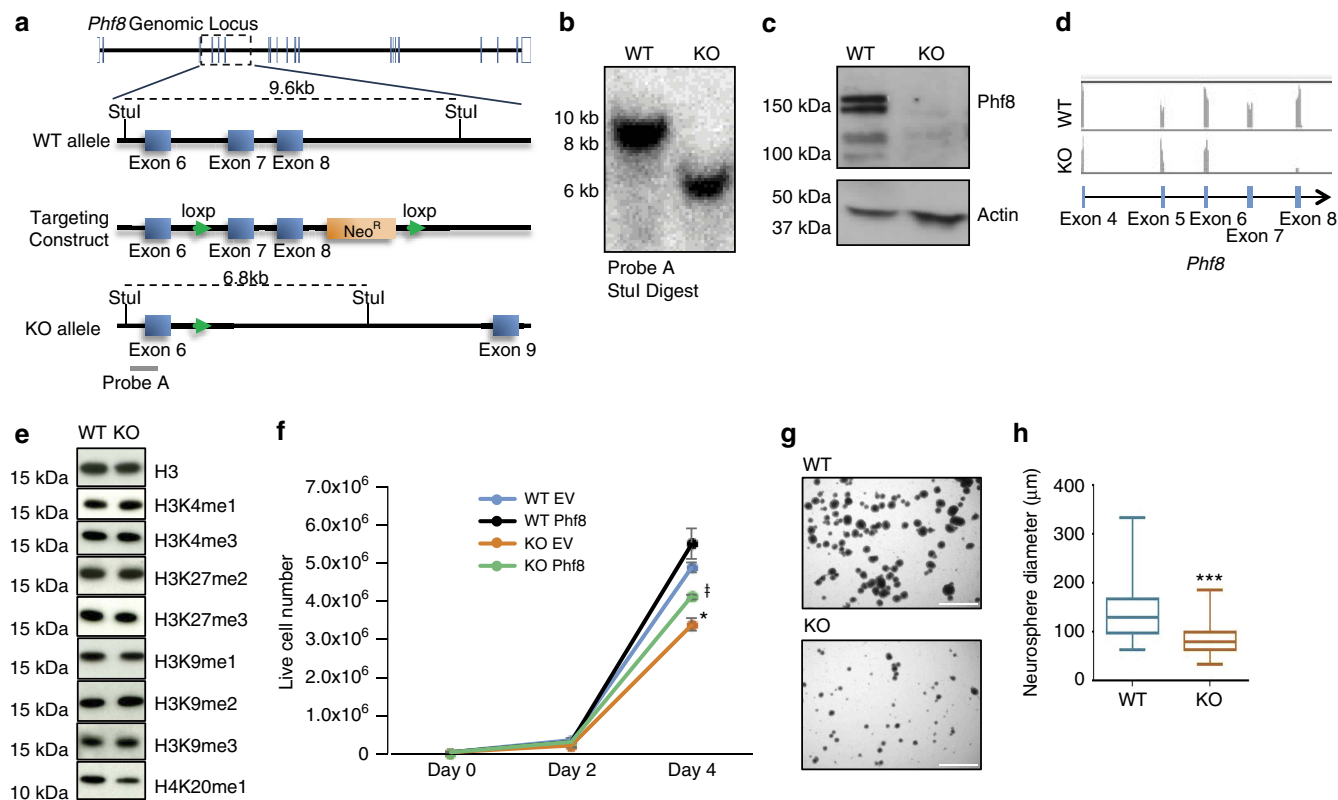 a
Phf8 Genomic Locus
9.6kb
StuI
StuI
WT allele
Exon 6
Exon 7
Exon 8
Targeting
Construct
loxp
loxp
Neo^R
Exon 6
Exon 7
Exon 8
6.8kb
StuI
StuI
KO allele
Exon 6
Exon 9
Probe A
b
WT KO
10 kb
8 kb
6 kb
Probe A
StuI Digest
c
WT KO
150 kDa
100 kDa
Phf8
50 kDa
37 kDa
Actin
d
WT
KO
Exon 4
Exon 5
Exon 6
Exon 7
Exon 8
Phf8
e
WT KO
15 kDa H3
15 kDa H3K4me1
15 kDa H3K4me3
15 kDa H3K27me2
15 kDa H3K27me3
15 kDa H3K9me1
15 kDa H3K9me2
15 kDa H3K9me3
10 kDa H4K20me1
f
Live cell number
7.0x10^6
6.0x10^6
5.0x10^6
4.0x10^6
3.0x10^6
2.0x10^6
1.0x10^6
0
WT EV
WT Phf8
KO EV
KO Phf8
‡
*
Day 0
Day 2
Day 4
g
WT
KO
h
Neurosphere diameter (μm)
400
300
200
100
0
***
WT
KO